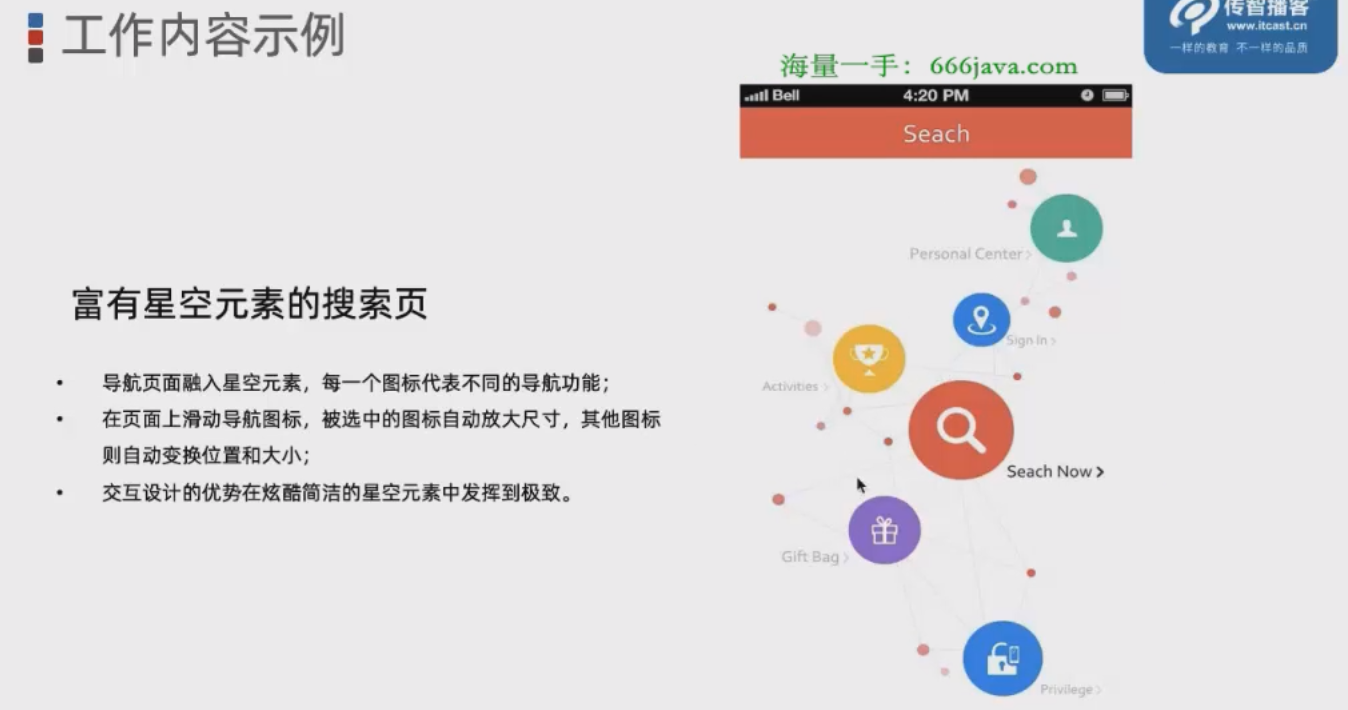 工作内容示例
传智播客
www.itcast.cn
一样的教育 不一样的品质
海量一手：666java.com
Bell
4:20 PM
Seach
Personal Center
Sign In
Activities
Seach Now
Gift Bag
Privilege
富有星空元素的搜索页
• 导航页面融入星空元素，每一个图标代表不同的导航功能；
• 在页面上滑动导航图标，被选中的图标自动放大尺寸，其他图标
则自动变换位置和大小；
• 交互设计的优势在炫酷简洁的星空元素中发挥到极致。